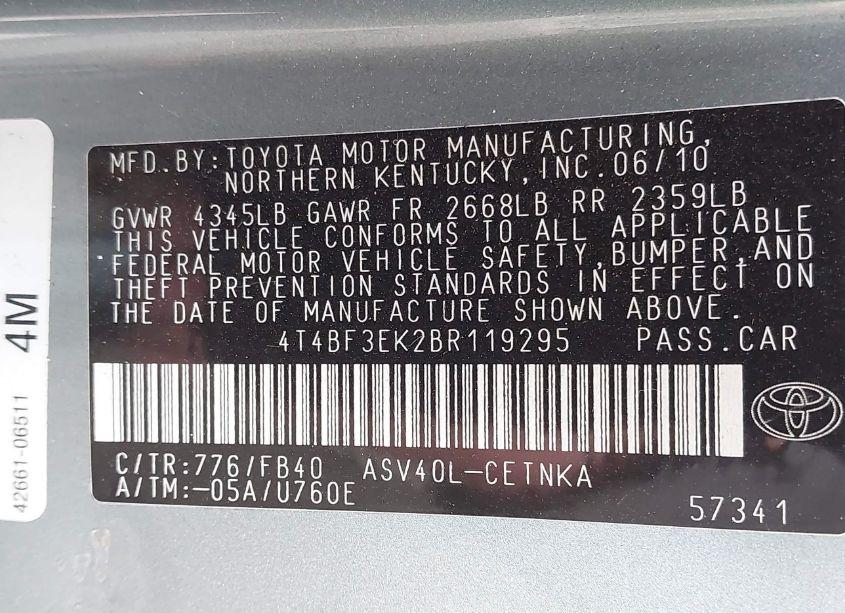 MFD.BY:TOYOTA MOTOR MANUFACTURING,
NORTHERN KENTUCKY,INC.06/10
GVWR 4345LB GAWR FR 2668LB RR 2359LB
THIS VEHICLE CONFORMS TO ALL APPLICABLE
FEDERAL MOTOR VEHICLE SAFETY,BUMPER,AND
THEFT PREVENTION STANDARDS IN EFFECT ON
THE DATE OF MANUFACTURE SHOWN ABOVE.
4T4BF3EK2BR119295 PASS.CAR
C/TR:776/FB40 ASV40L-CETNKA
A/TM:-05A/U760E
57341
4M
42661-06511